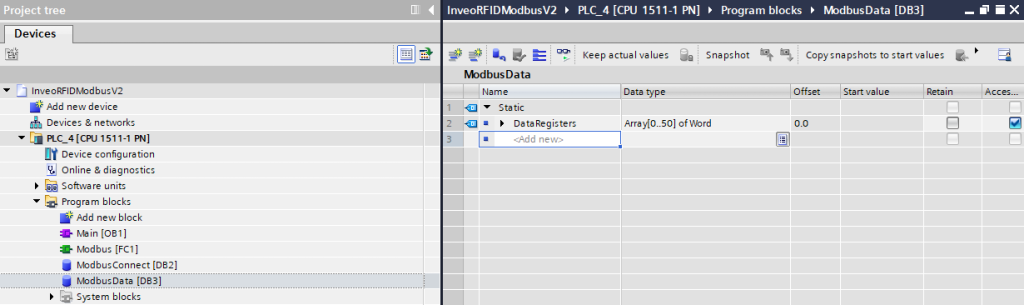 Project tree
Devices
InveoRFIDModbusV2
Add new device
Devices & networks
PLC_4 [CPU 1511-1 PN]
Device configuration
Online & diagnostics
Software units
Program blocks
Add new block
Main [OB1]
Modbus [FC1]
ModbusConnect [DB2]
ModbusData [DB3]
System blocks
InveoRFIDModbusV2 PLC_4 [CPU 1511-1 PN] Program blocks ModbusData [DB3]
Keep actual values Snapshot Copy snapshots to start values
ModbusData
Name Data type Offset Start value Retain Acces...
1 Static
2 DataRegisters Array[0..50] of Word 0.0
3 <Add new>